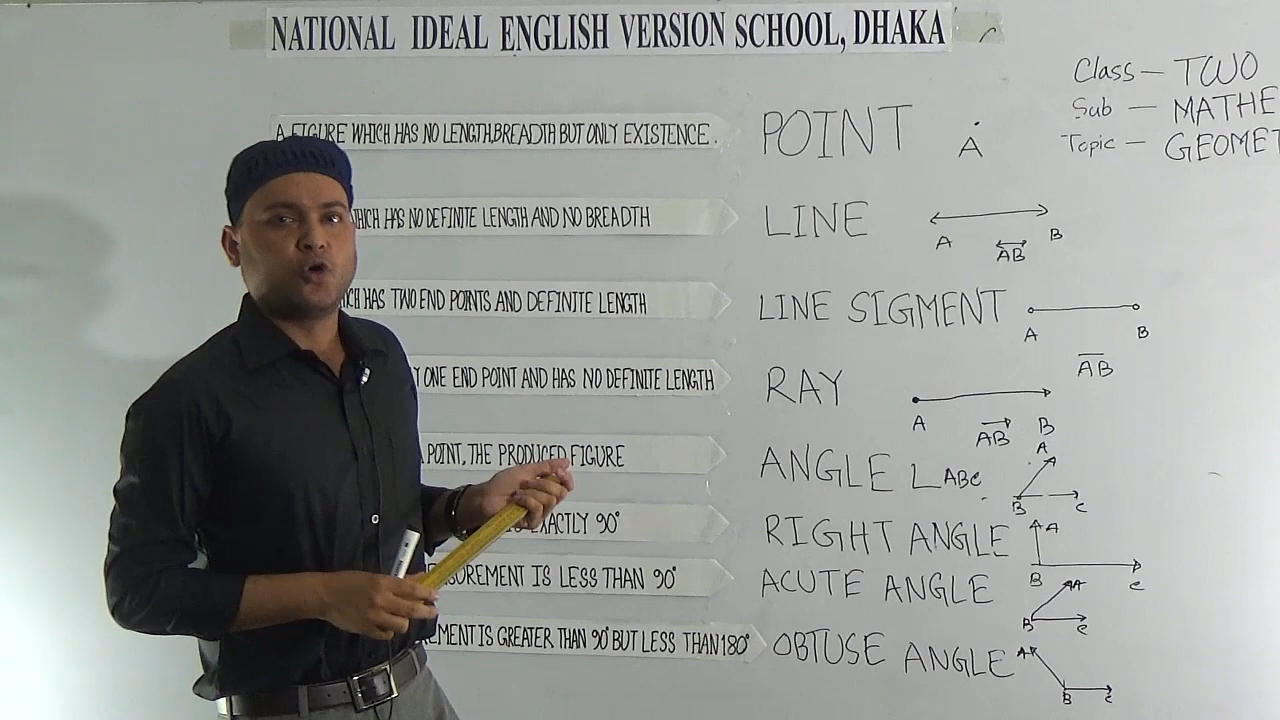 NATIONAL IDEAL ENGLISH VERSION SCHOOL, DHAKA
Class – TWO
Sub – MATHE
Topic – GEOMET
A FIGURE WHICH HAS NO LENGTH,BREADTH BUT ONLY EXISTENCE.
POINT
A
WHICH HAS NO DEFINITE LENGTH AND NO BREADTH
LINE
A B
AB
HAS TWO END POINTS AND DEFINITE LENGTH
LINE SIGMENT
A B
AB
ONE END POINT AND HAS NO DEFINITE LENGTH
RAY
A B
AB
POINT, THE PRODUCED FIGURE
ANGLE ∟ABC
A
B C
EXACTLY 90°
RIGHT ANGLE
A
B C
IS LESS THAN 90°
ACUTE ANGLE
A
B C
IS GREATER THAN 90° BUT LESS THAN 180°
OBTUSE ANGLE
A
B C